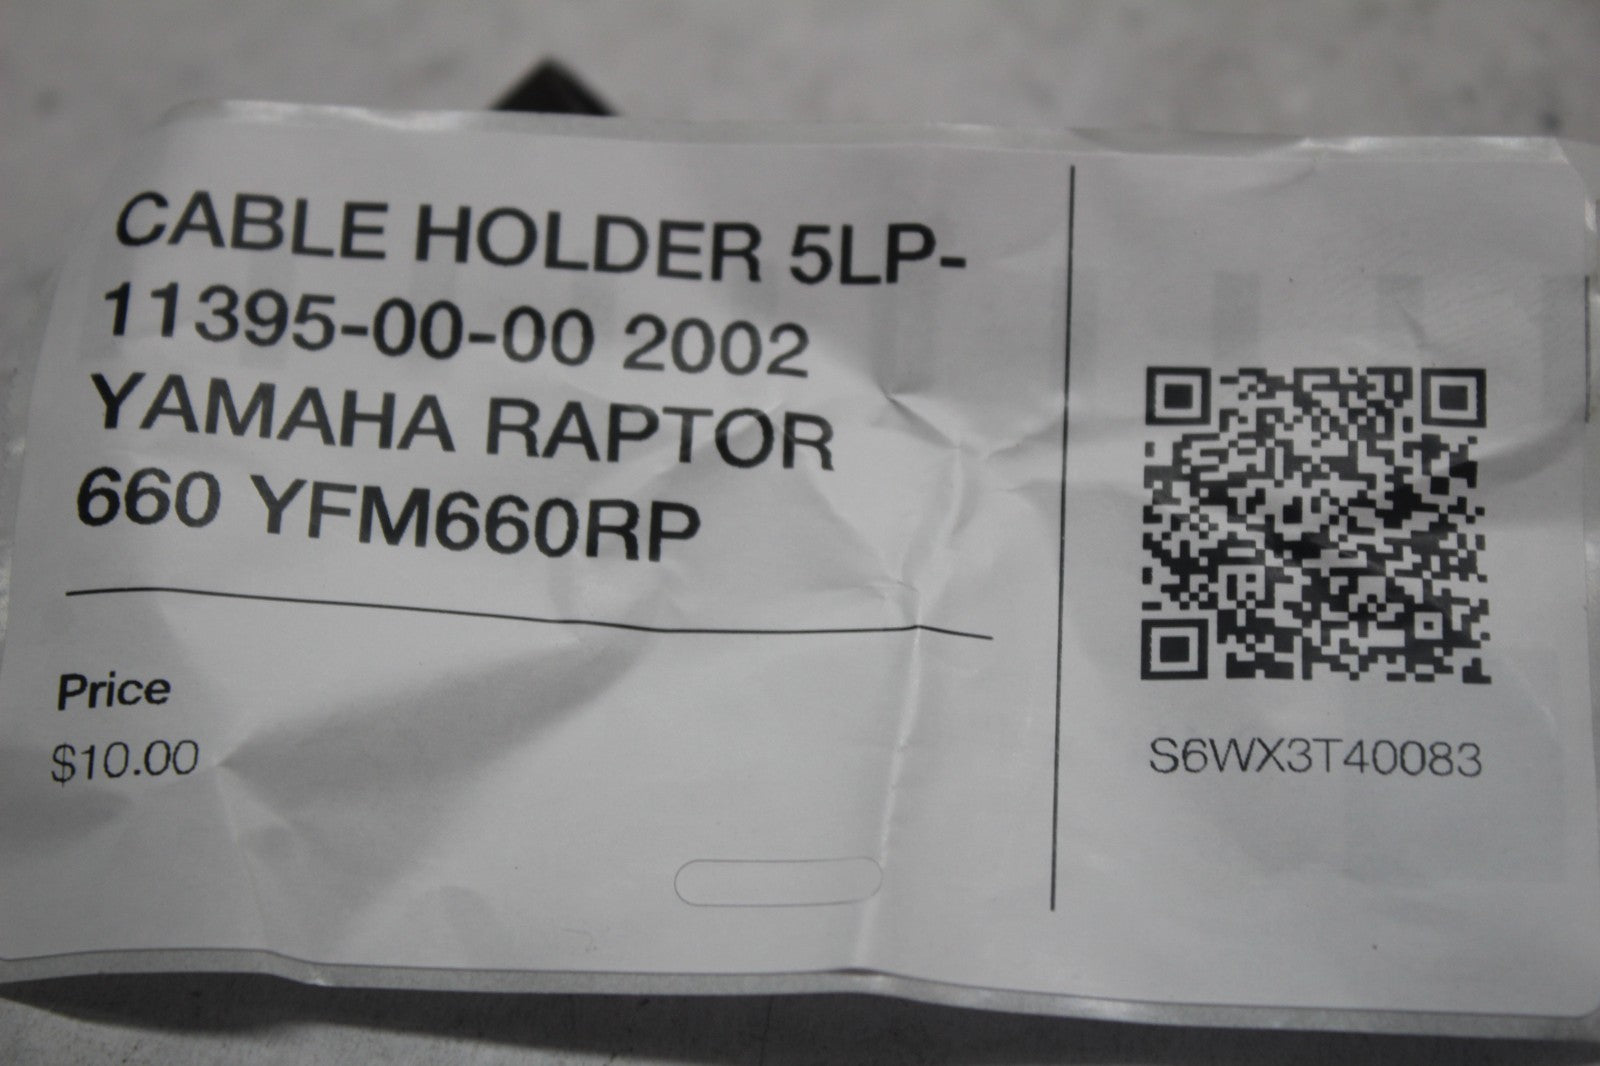 CABLE HOLDER 5LP-
11395-00-00 2002
YAMAHA RAPTOR
660 YFM660RP
Price
$10.00
S6WX3T40083